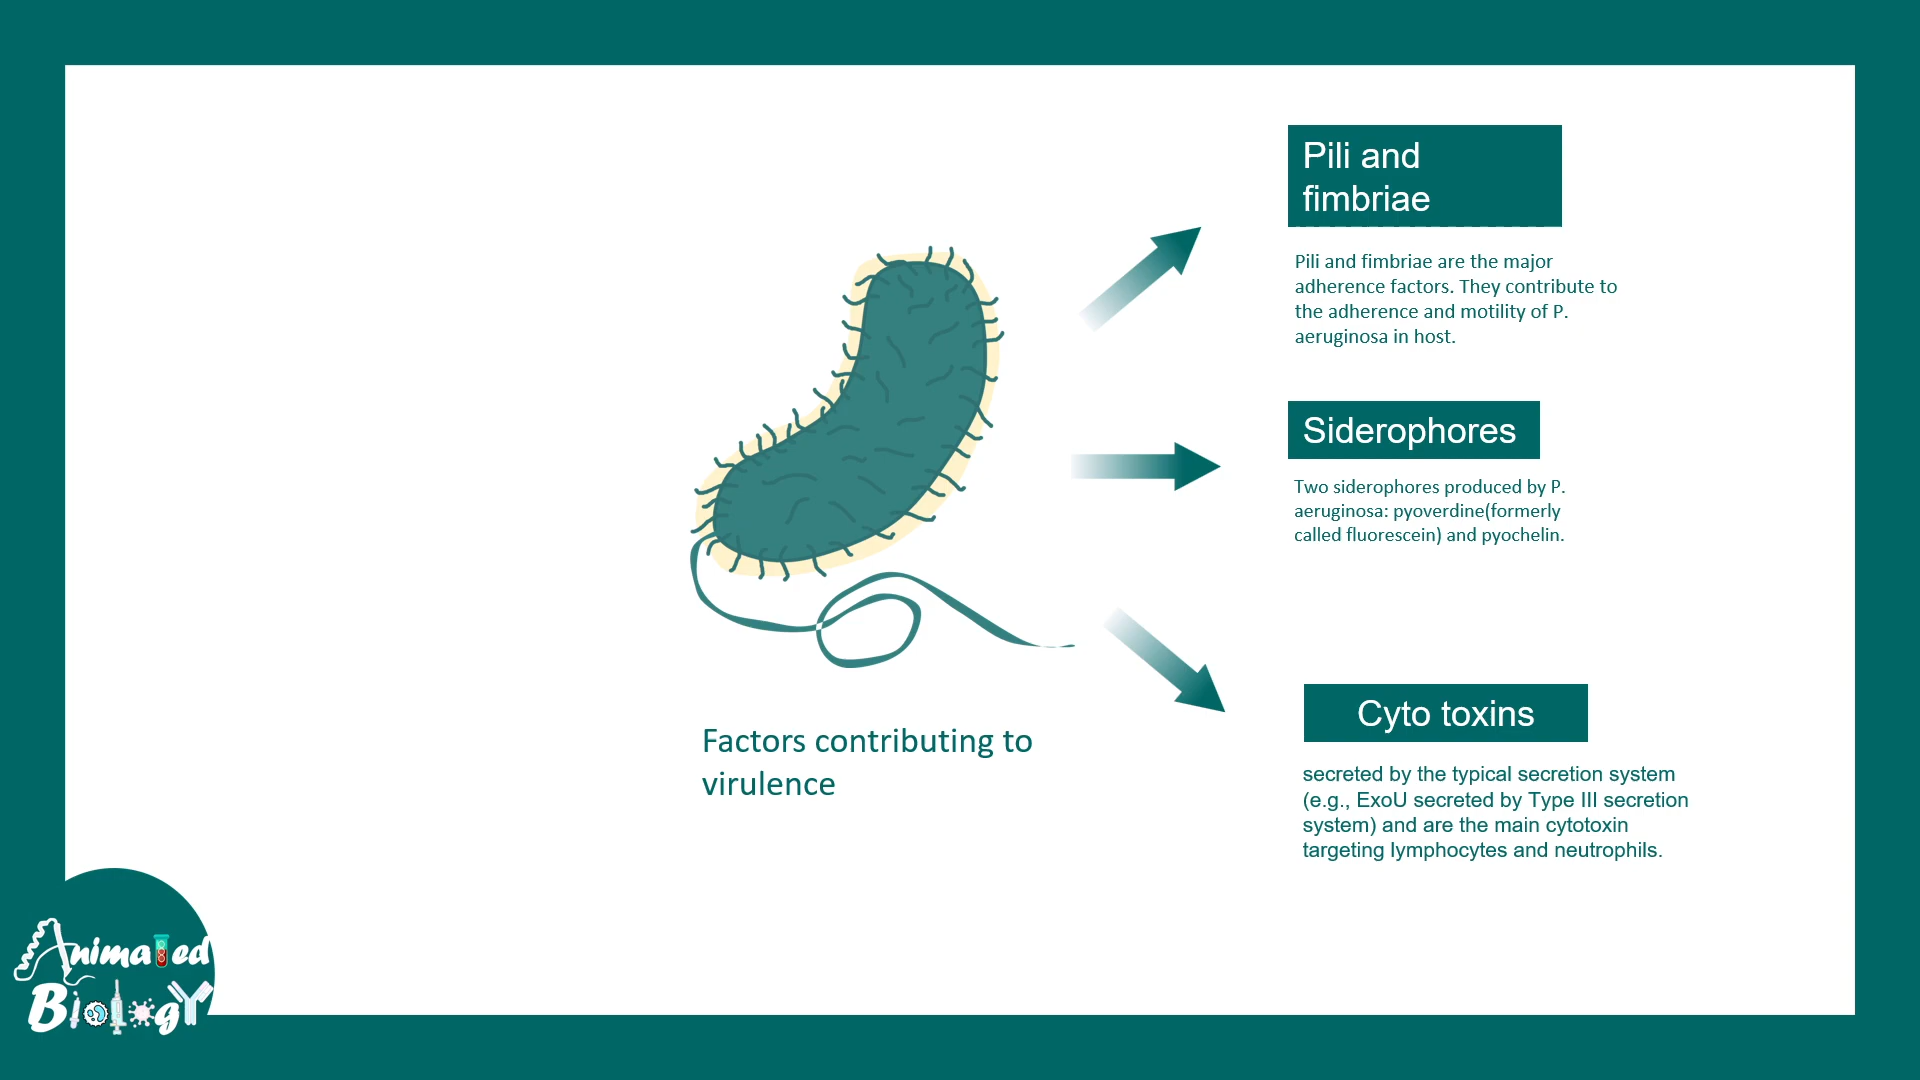 Pili and
fimbriae
Pili and fimbriae are the major
adherence factors. They contribute to
the adherence and motility of P.
aeruginosa in host.
Siderophores
Two siderophores produced by P.
aeruginosa: pyoverdine(formerly
called fluorescein) and pyochelin.
Cyto toxins
secreted by the typical secretion system
(e.g., ExoU secreted by Type III secretion
system) and are the main cytotoxin
targeting lymphocytes and neutrophils.
Factors contributing to
virulence
Animated
Biology